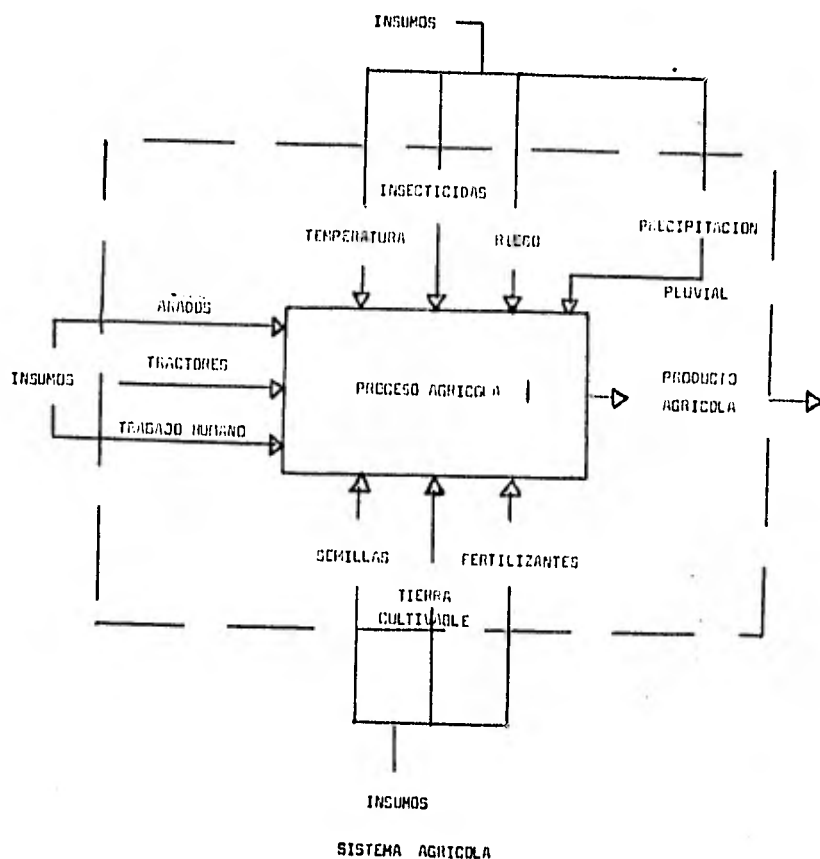 INSUMOS
INSECTICIDAS
TEMPERATURA
RIEGO
PRECIPITACION
PLUVIAL
ARADOS
TRACTORES
INSUMOS
TRABAJO HUMANO
PROCESO AGRICOLA
PRODUCTO
AGRICOLA
SEMILLAS
FERTILIZANTES
TIERRA
CULTIVABLE
INSUMOS
SISTEMA AGRICOLA